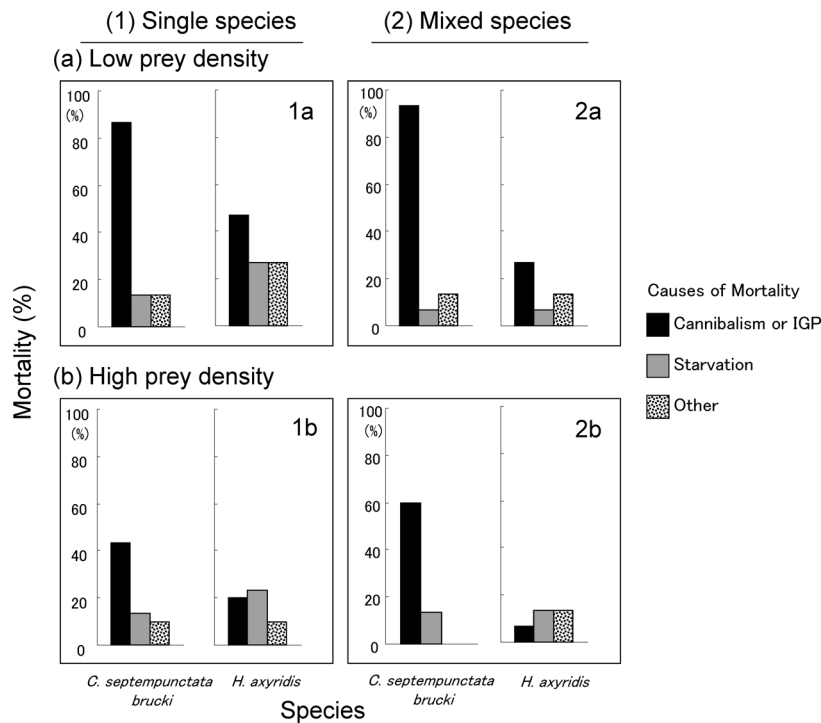 (1) Single species
(2) Mixed species
(a) Low prey density
100
(%)
80
60
40
20
0
1a
100
(%)
80
60
40
20
0
2a
Mortality (%)
Causes of Mortality
Cannibalism or IGP
Starvation
Other
(b) High prey density
100
(%)
80
60
40
20
0
1b
100
(%)
80
60
40
20
0
2b
C. septempunctata
brucki
H. axyridis
C. septempunctata
brucki
H. axyridis
Species